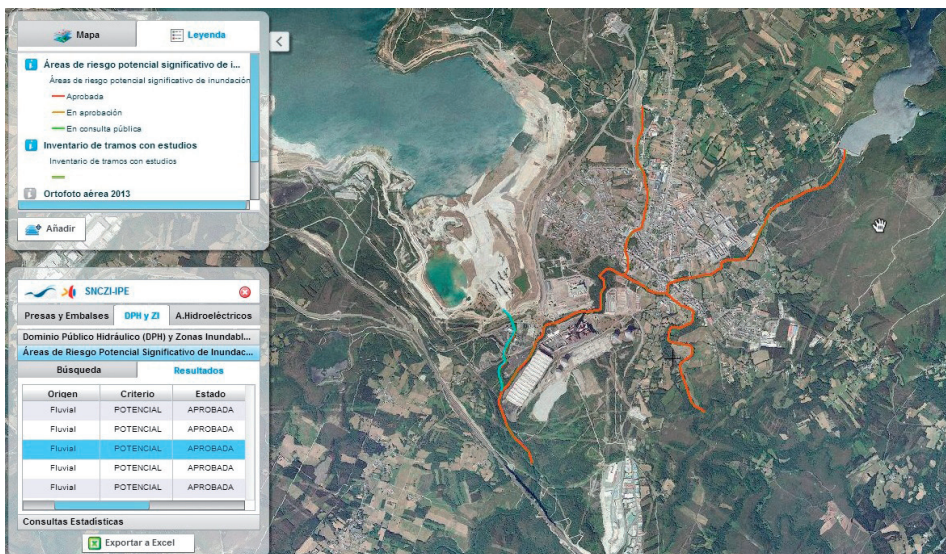 Mapa
Leyenda
Áreas de riesgo potencial significativo de i...
Áreas de riesgo potencial significativo de inundación
Aprobada
En aprobación
En consulta pública
Inventario de tramos con estudios
Inventario de tramos con estudios
Ortofoto aérea 2013
Añadir
SNCZI-IPE
Presas y Embalses DPH y ZI A.Hidroeléctricos
Dominio Público Hidráulico (DPH) y Zonas Inundabl...
Áreas de Riesgo Potencial Significativo de Inundac...
Búsqueda Resultados
Origen Criterio Estado
Fluvial POTENCIAL APROBADA
Fluvial POTENCIAL APROBADA
Fluvial POTENCIAL APROBADA
Fluvial POTENCIAL APROBADA
Fluvial POTENCIAL APROBADA
Consultas Estadísticas
Exportar a Excel